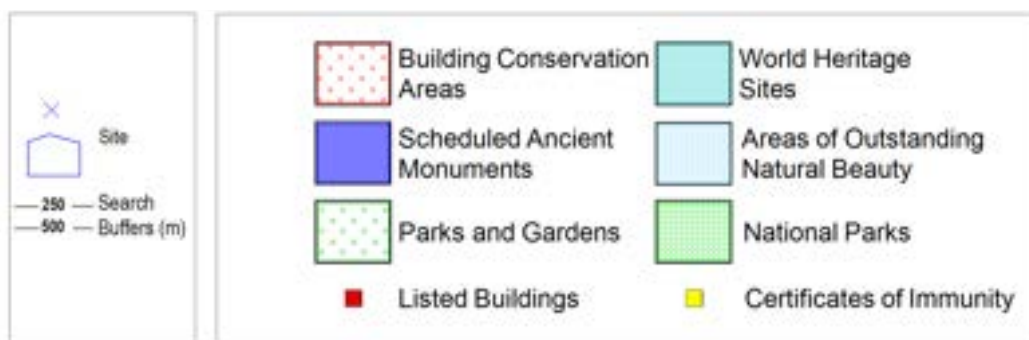 Site
250 Search
500 Buffers (m)
Building Conservation
Areas
Scheduled Ancient
Monuments
Parks and Gardens
Listed Buildings
World Heritage
Sites
Areas of Outstanding
Natural Beauty
National Parks
Certificates of Immunity